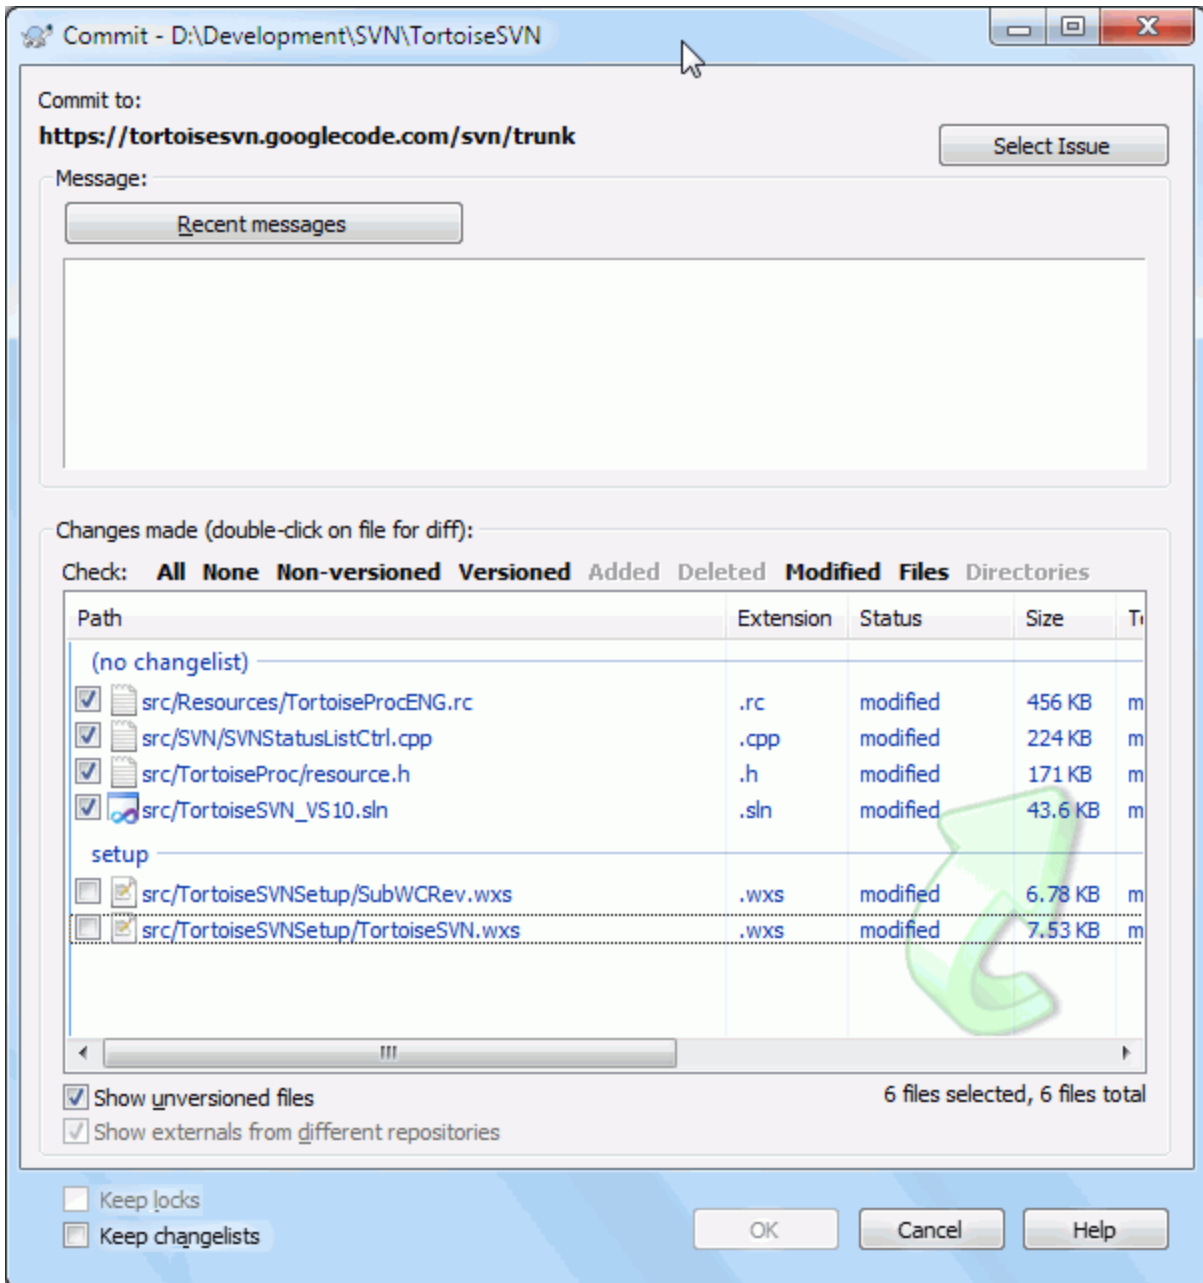 Commit - D:\Development\SVN\TortoiseSVN
Commit to:
https://tortoisesvn.googlecode.com/svn/trunk
Select Issue
Message:
Recent messages
Changes made (double-click on file for diff):
Check: All None Non-versioned Versioned Added Deleted Modified Files Directories
Path Extension Status Size
(no changelist)
src/Resources/TortoiseProcENG.rc .rc modified 456 KB m
src/SVN/SVNStatusListCtrl.cpp .cpp modified 224 KB m
src/TortoiseProc/resource.h .h modified 171 KB m
src/TortoiseSVN_VS10.sln .sln modified 43.6 KB m
setup
src/TortoiseSVNSetup/SubWCRev.wxs .wxs modified 6.78 KB m
src/TortoiseSVNSetup/TortoiseSVN.wxs .wxs modified 7.53 KB m
Show unversioned files 6 files selected, 6 files total
Show externals from different repositories
Keep locks
Keep changelists
OK Cancel Help